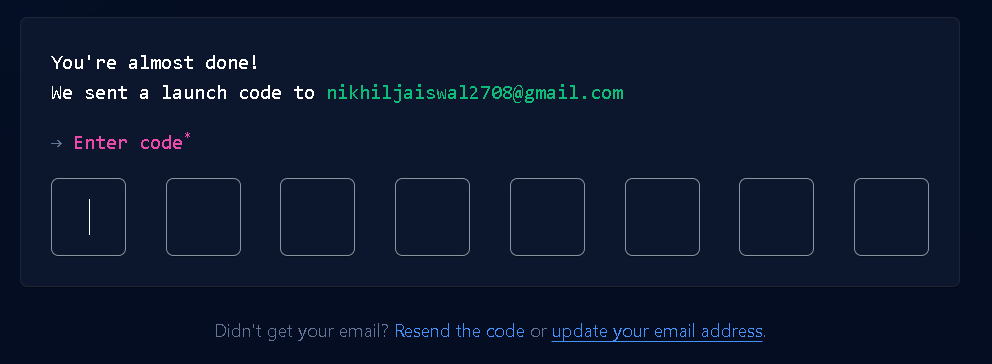 You're almost done!
We sent a launch code to nikhiljaiswal2708@gmail.com
→ Enter code*
Didn't get your email? Resend the code or update your email address.